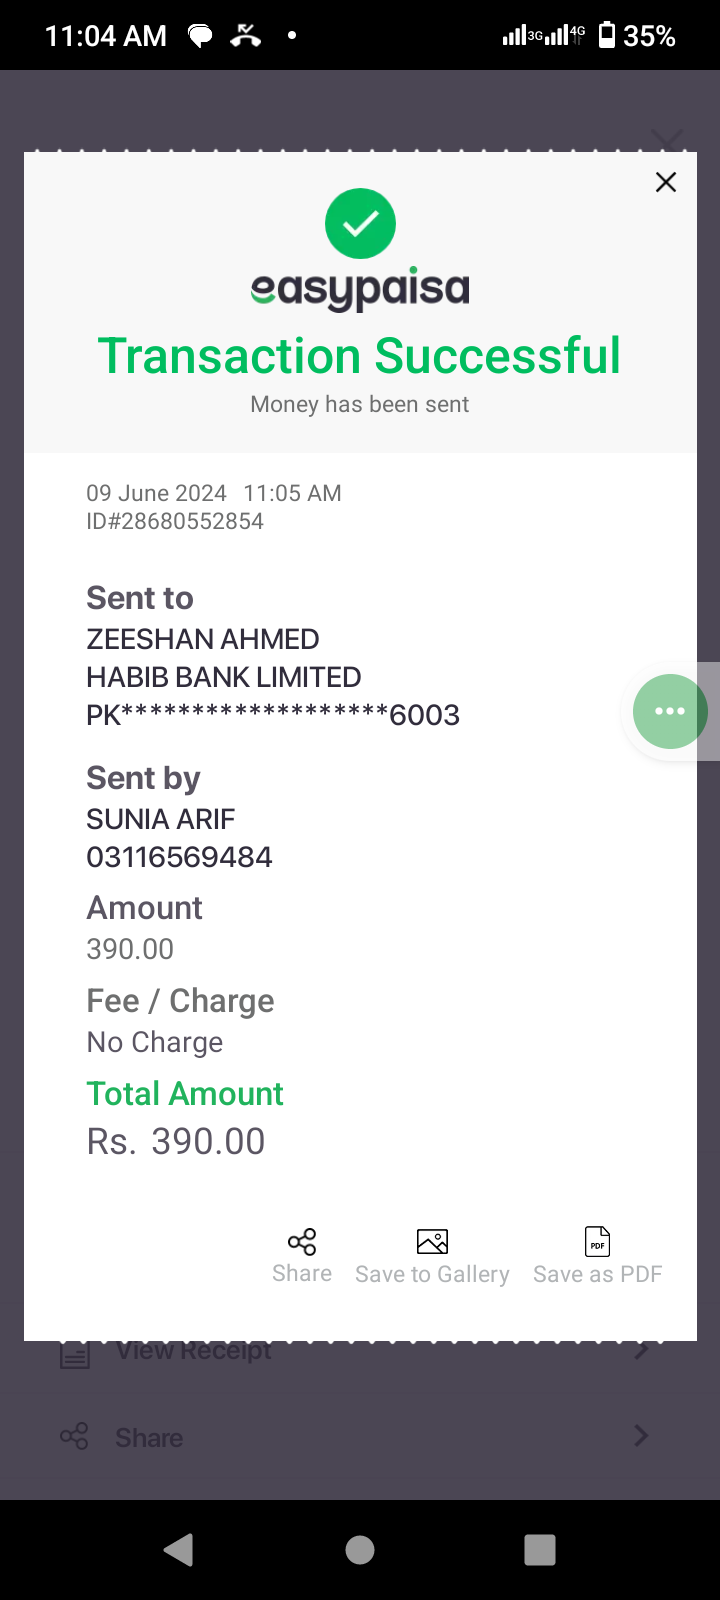 11:04 AM 3G 4G 35%
easypaisa
Transaction Successful
Money has been sent
09 June 2024 11:05 AM
ID#28680552854
Sent to
ZEESHAN AHMED
HABIB BANK LIMITED
PK*******************6003
Sent by
SUNIA ARIF
03116569484
Amount
390.00
Fee / Charge
No Charge
Total Amount
Rs. 390.00
PDF
Share Save to Gallery Save as PDF
View Receipt
Share